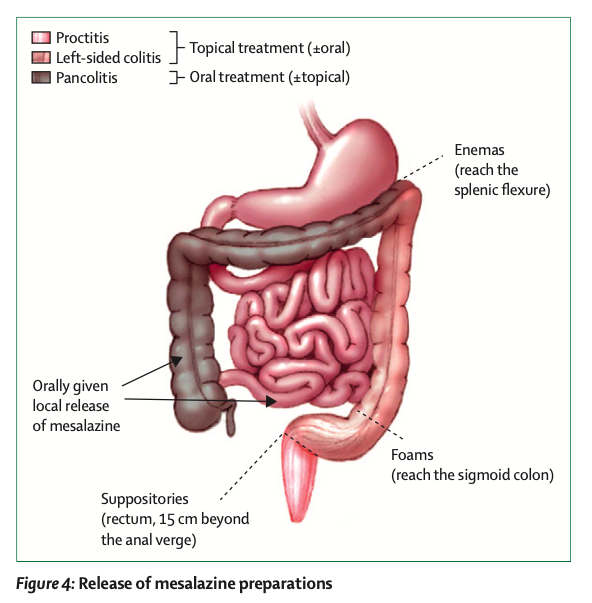 Proctitis
Left-sided colitis
Topical treatment (±oral)
Pancolitis
Oral treatment (±topical)
Enemas
(reach the
splenic flexure)
Orally given
local release
of mesalazine
Foams
(reach the sigmoid colon)
Suppositories
(rectum, 15 cm beyond
the anal verge)
Figure 4: Release of mesalazine preparations